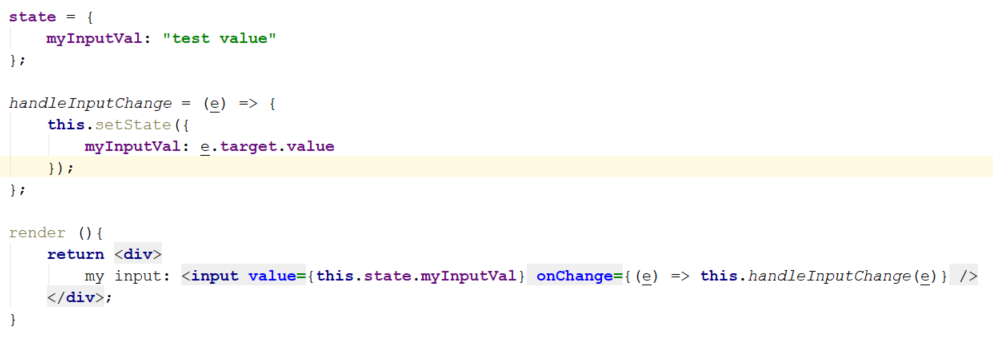 state = {
    myInputVal: "test value"
};

handleInputChange = (e) => {
    this.setState({
        myInputVal: e.target.value
    });
};

render (){
    return <div>
        my input: <input value={this.state.myInputVal} onChange={(e) => this.handleInputChange(e)} />
    </div>;
}